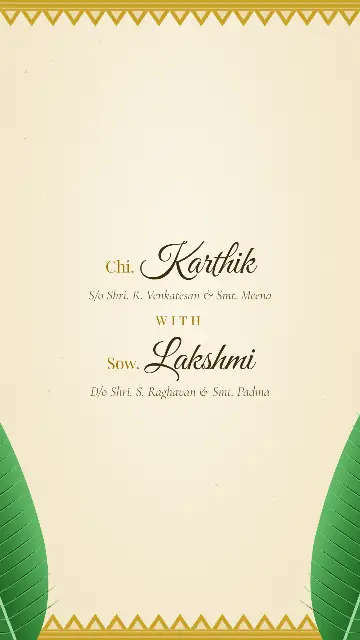 Chi. Karthik
S/o Shri. K. Venkatesan & Smt. Meena
WITH
Sow. Lakshmi
D/o Shri. S. Raghavan & Smt. Padma